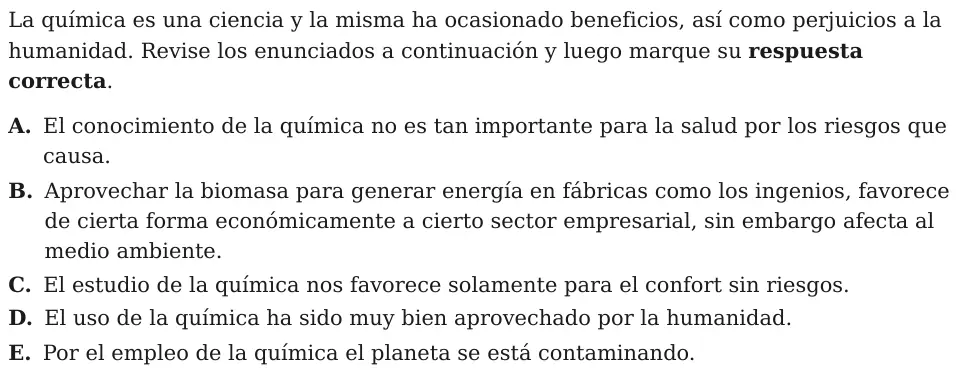 La química es una ciencia y la misma ha ocasionado beneficios, así como perjuicios a la
humanidad. Revise los enunciados a continuación y luego marque su respuesta
correcta.
A. El conocimiento de la química no es tan importante para la salud por los riesgos que
causa.
B. Aprovechar la biomasa para generar energía en fábricas como los ingenios, favorece
de cierta forma económicamente a cierto sector empresarial, sin embargo afecta al
medio ambiente.
C. El estudio de la química nos favorece solamente para el confort sin riesgos.
D. El uso de la química ha sido muy bien aprovechado por la humanidad.
E. Por el empleo de la química el planeta se está contaminando.